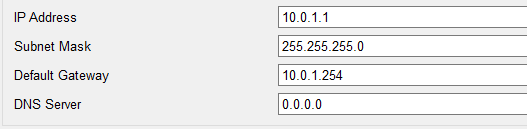 IP Address 10.0.1.1
Subnet Mask 255.255.255.0
Default Gateway 10.0.1.254
DNS Server 0.0.0.0